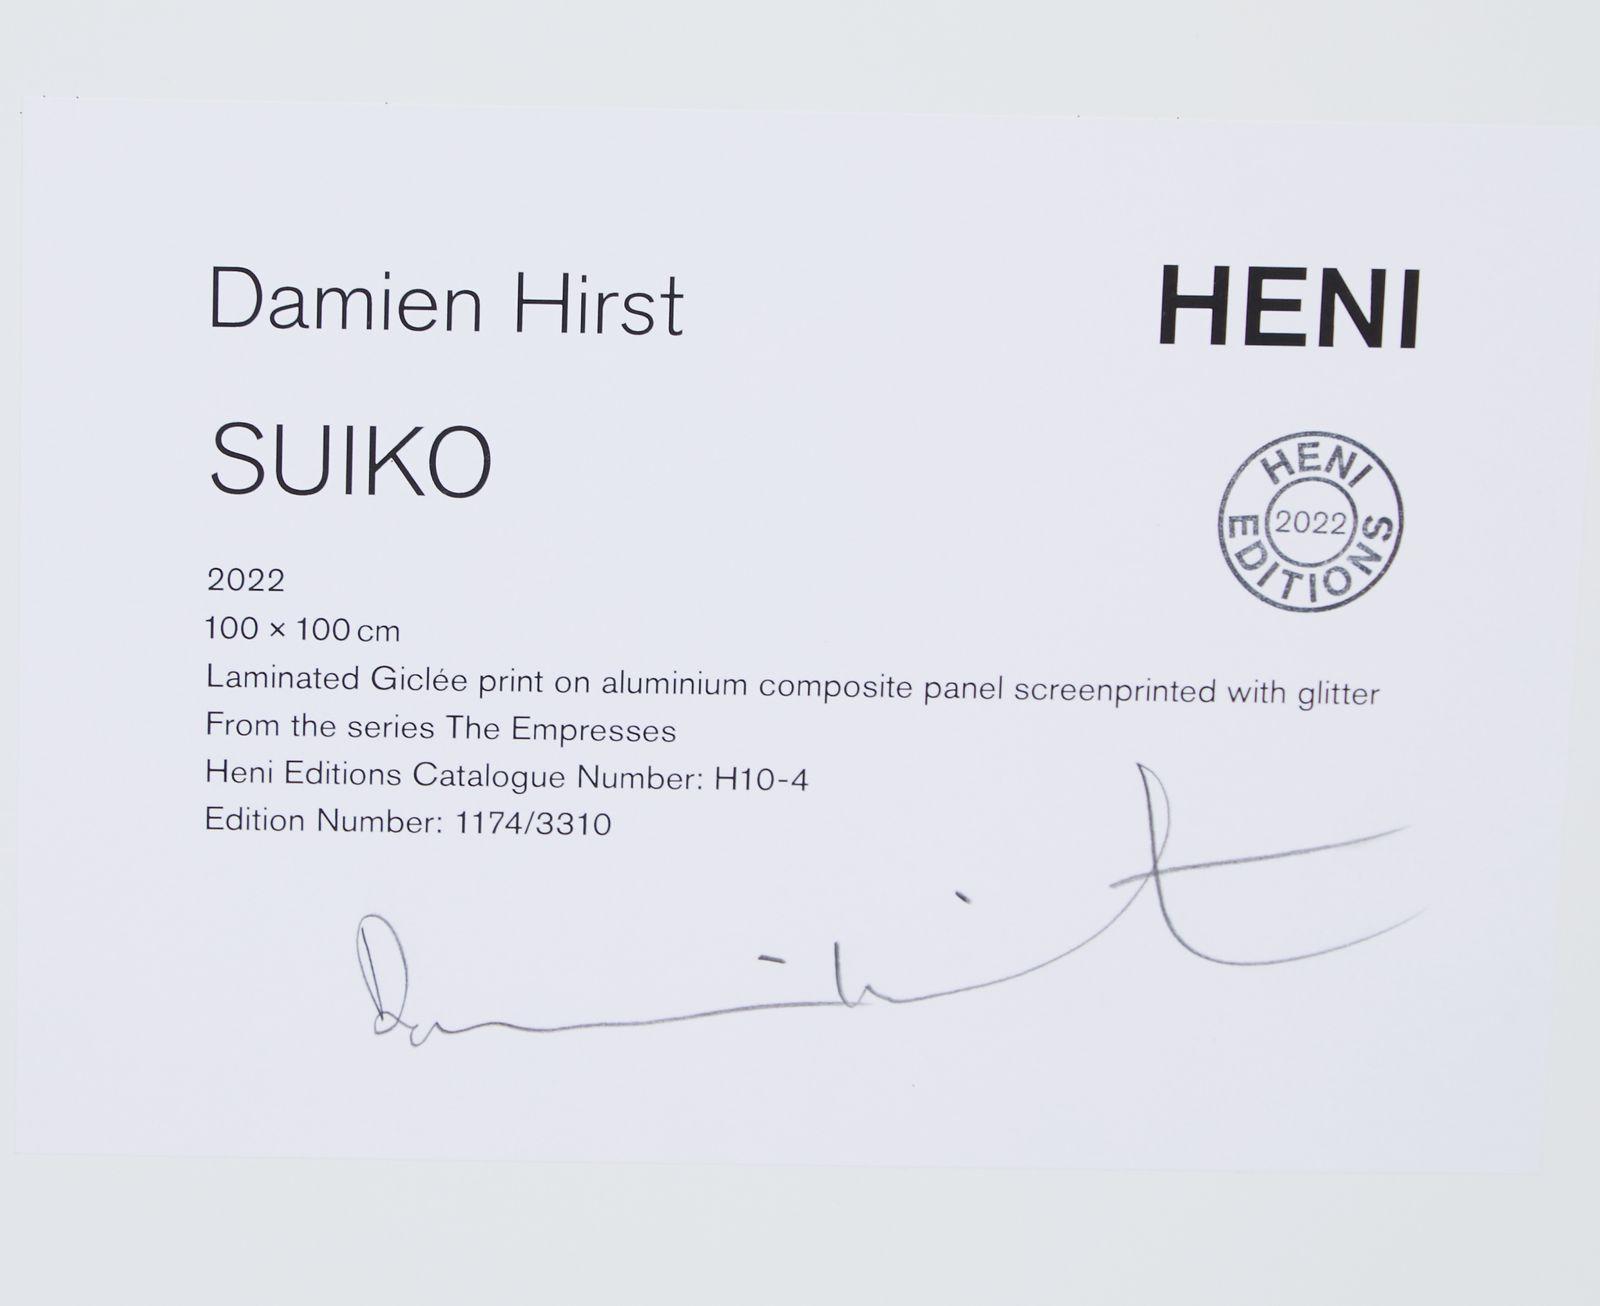 Damien Hirst
HENI
SUIKO
HENI
2022
EDITIONS
2022
100 × 100 cm
Laminated Giclée print on aluminium composite panel screenprinted with glitter
From the series The Empresses
Heni Editions Catalogue Number: H10-4
Edition Number: 1174/3310